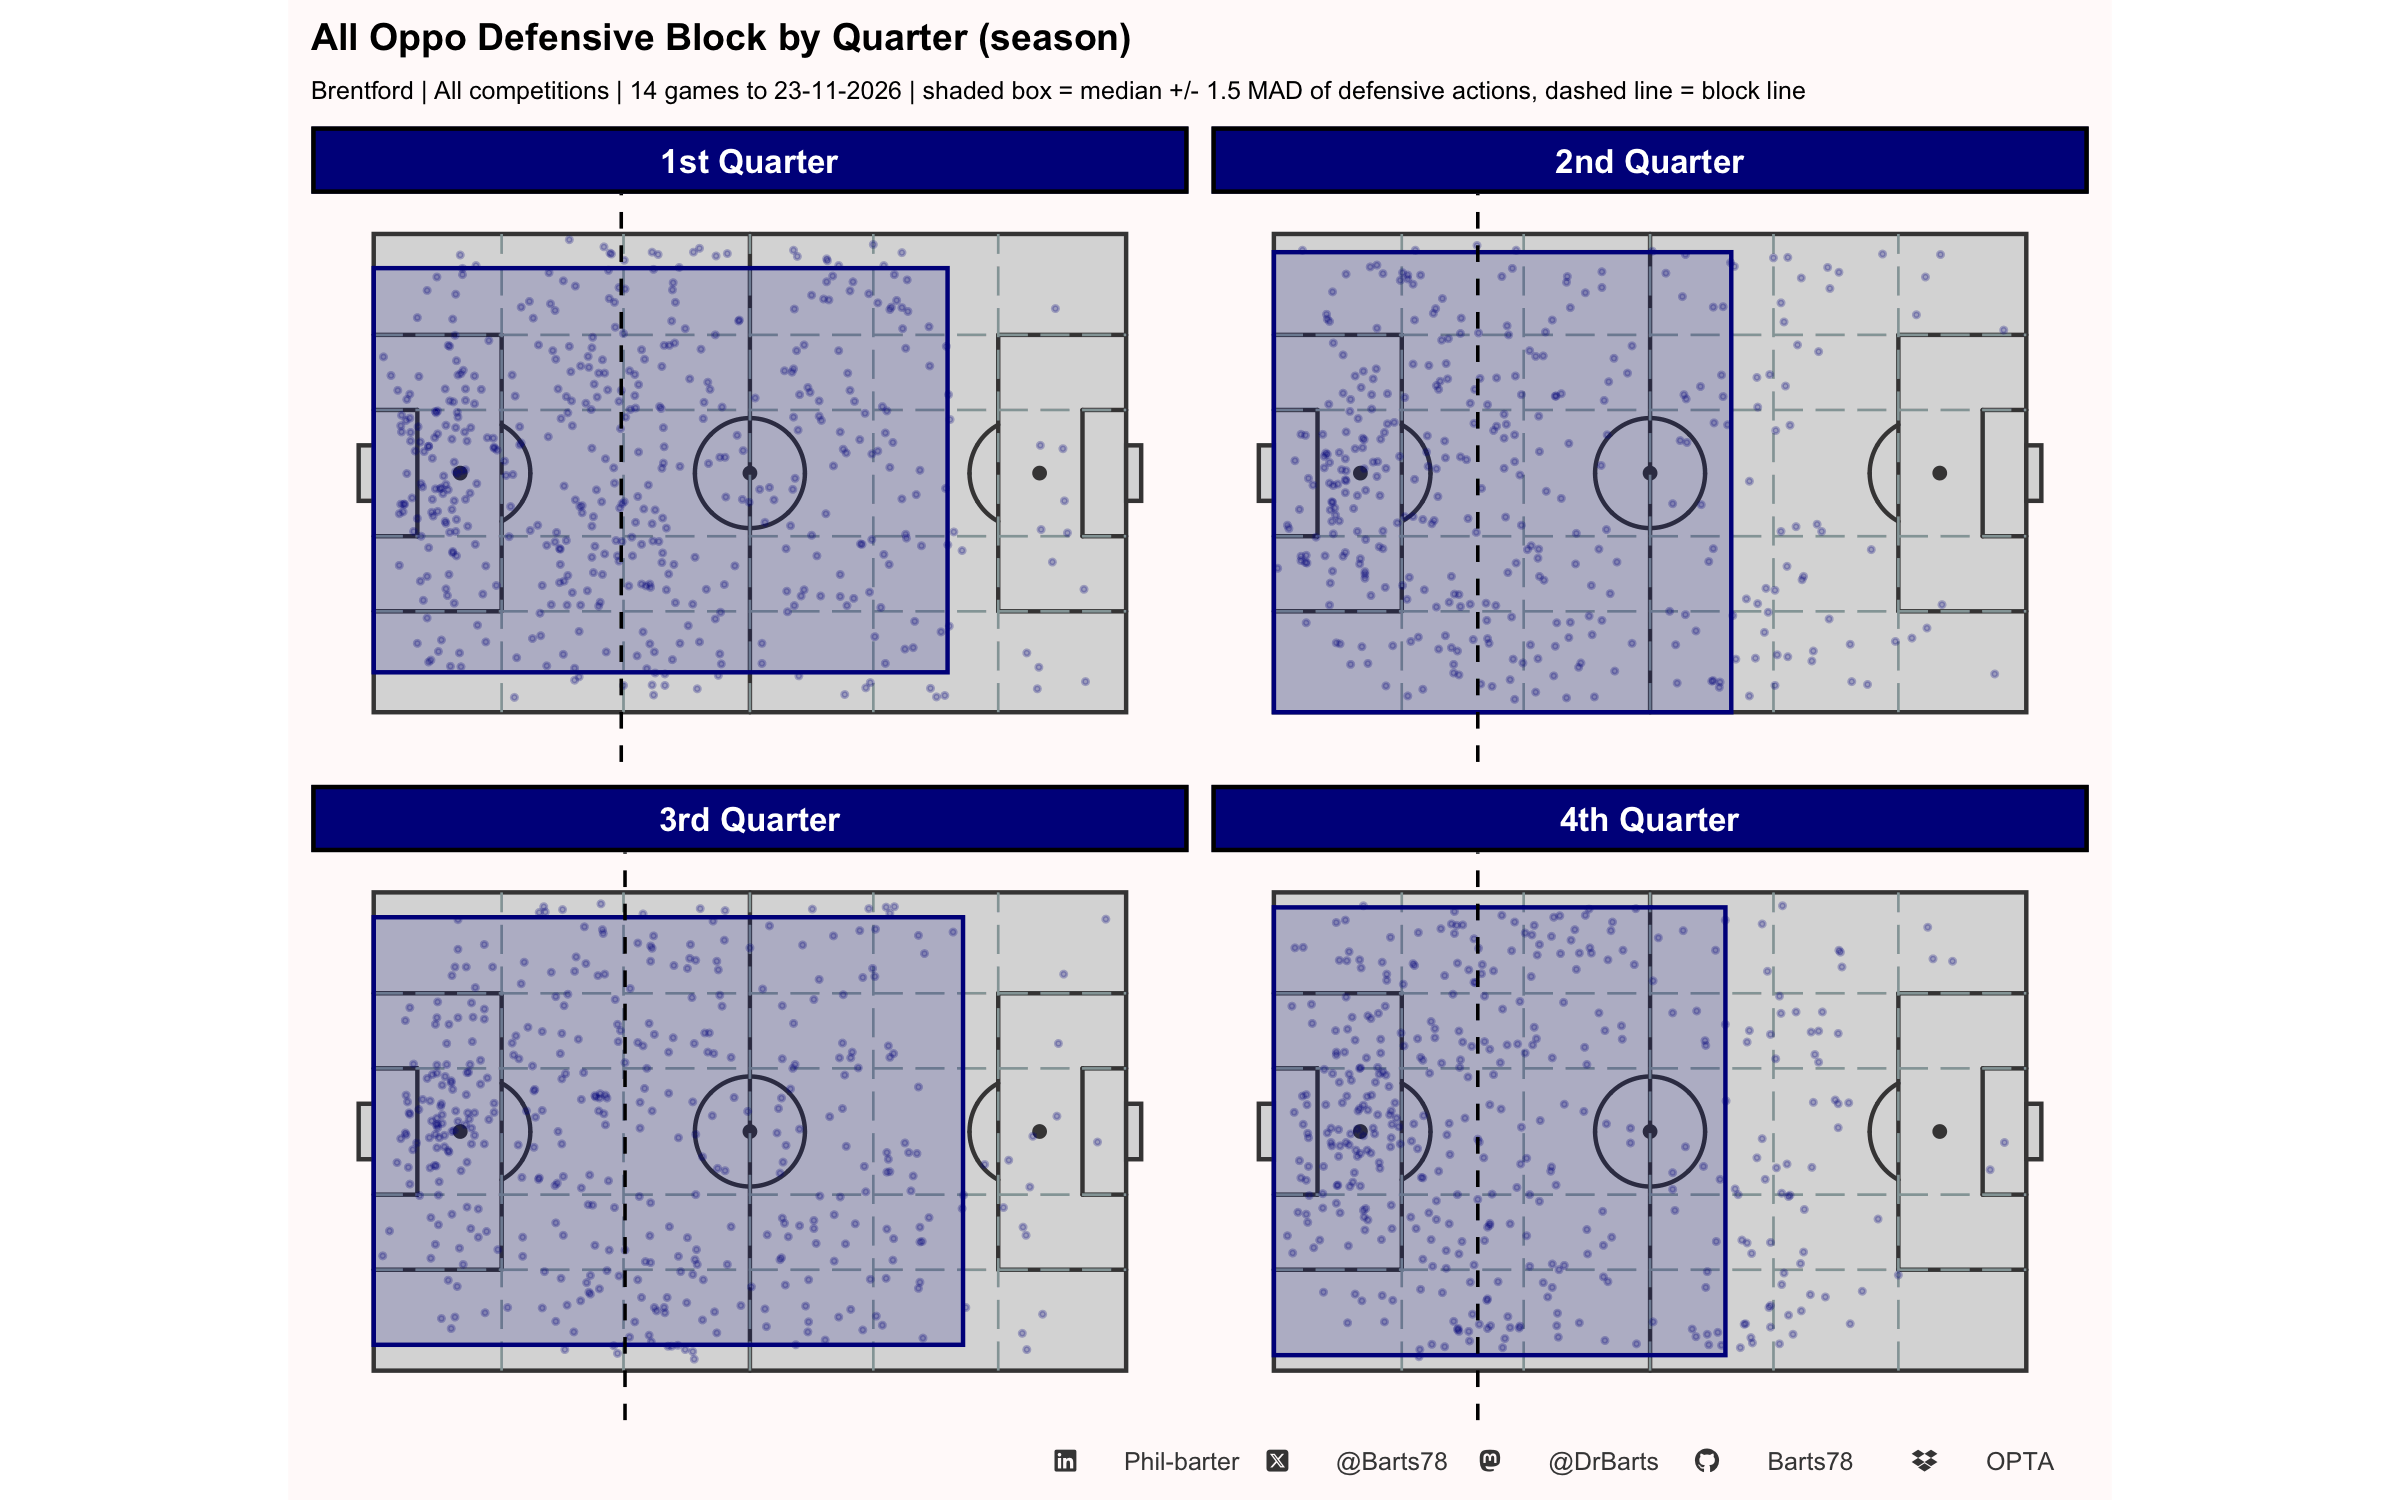 All Oppo Defensive Block by Quarter (season)
Brentford | All competitions | 14 games to 23-11-2026 | shaded box = median +/- 1.5 MAD of defensive actions, dashed line = block line
1st Quarter
2nd Quarter
3rd Quarter
4th Quarter
Phil-barter @Barts78 @DrBarts Barts78 OPTA